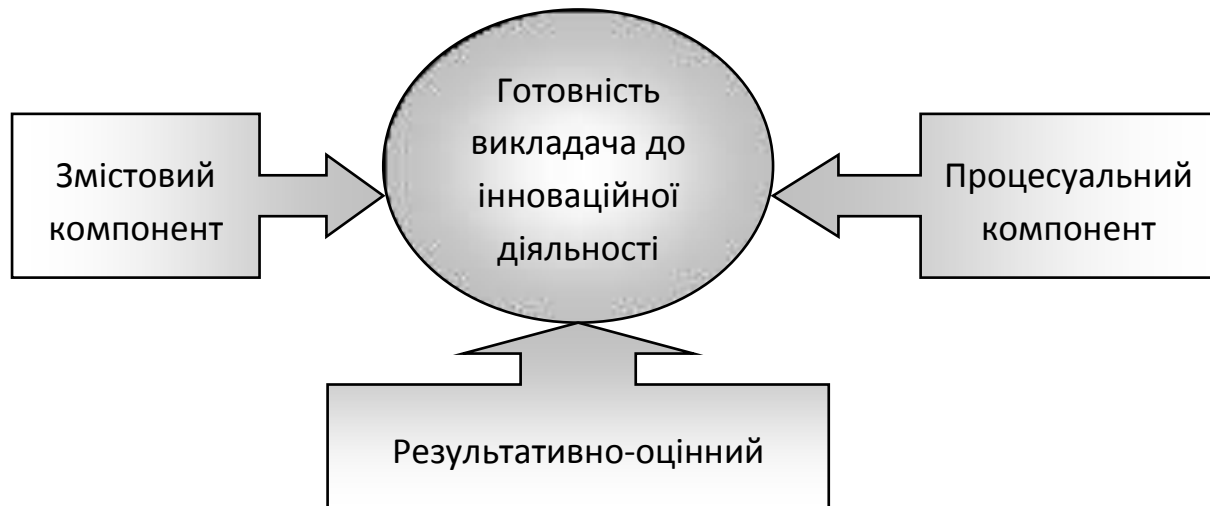 Готовність
викладача до
інноваційної
діяльності
Змістовий
компонент
Процесуальний
компонент
Результативно-оцінний